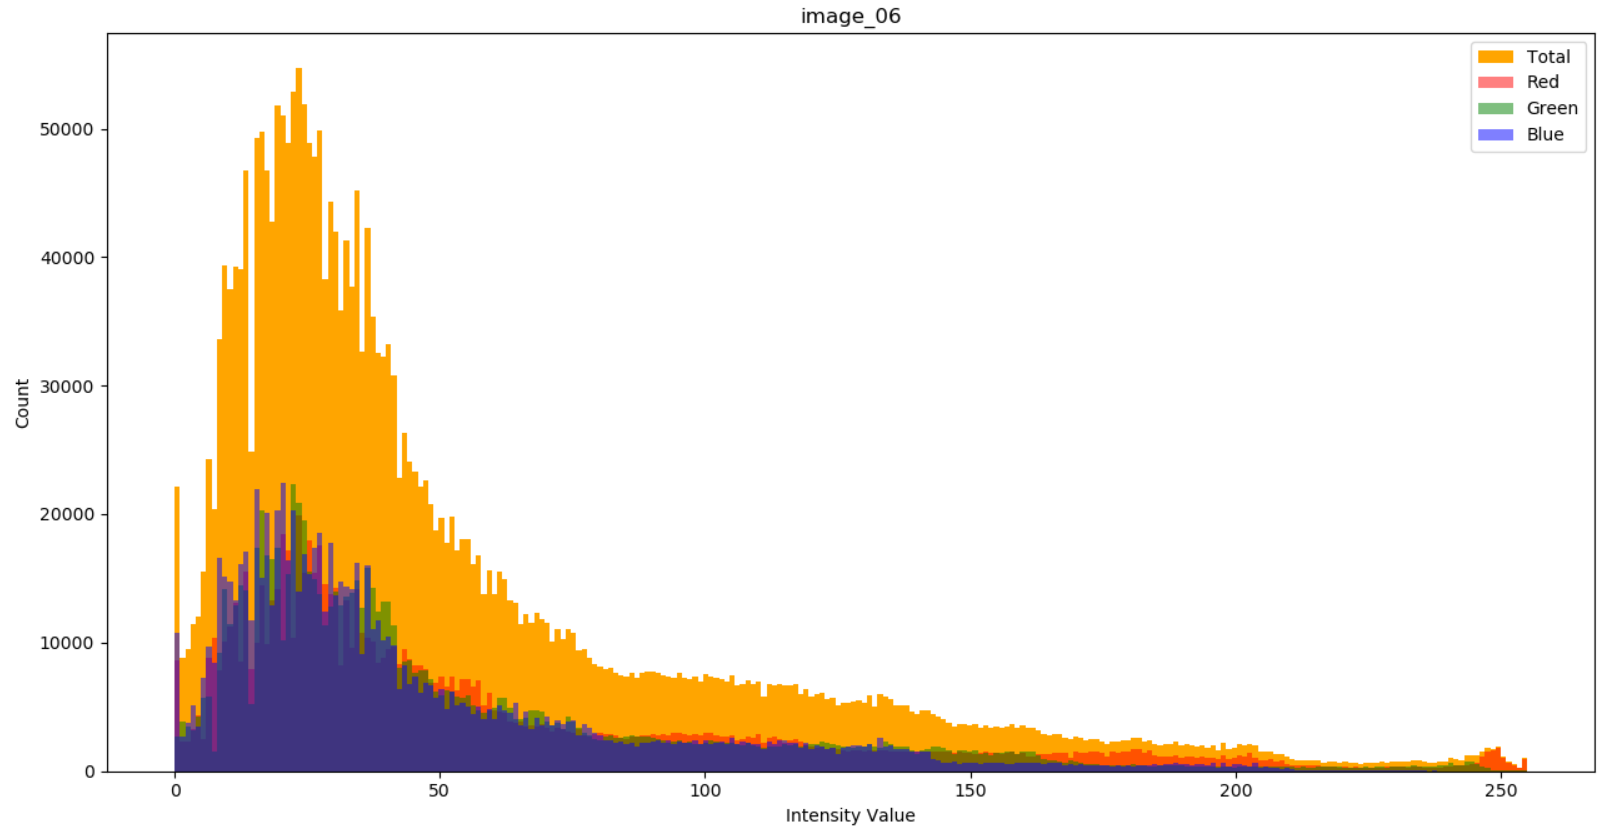 image_06
Total
Red
Green
Blue
50000
40000
30000
20000
10000
0
Count
0 50 100 150 200 250
Intensity Value